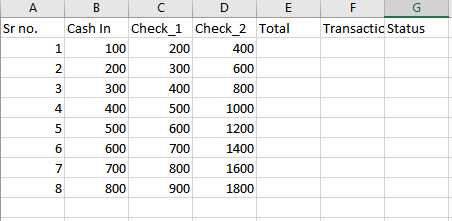 A B C D E F G
Sr no. Cash In Check_1 Check_2 Total Transactic Status
1 100 200 400
2 200 300 600
3 300 400 800
4 400 500 1000
5 500 600 1200
6 600 700 1400
7 700 800 1600
8 800 900 1800